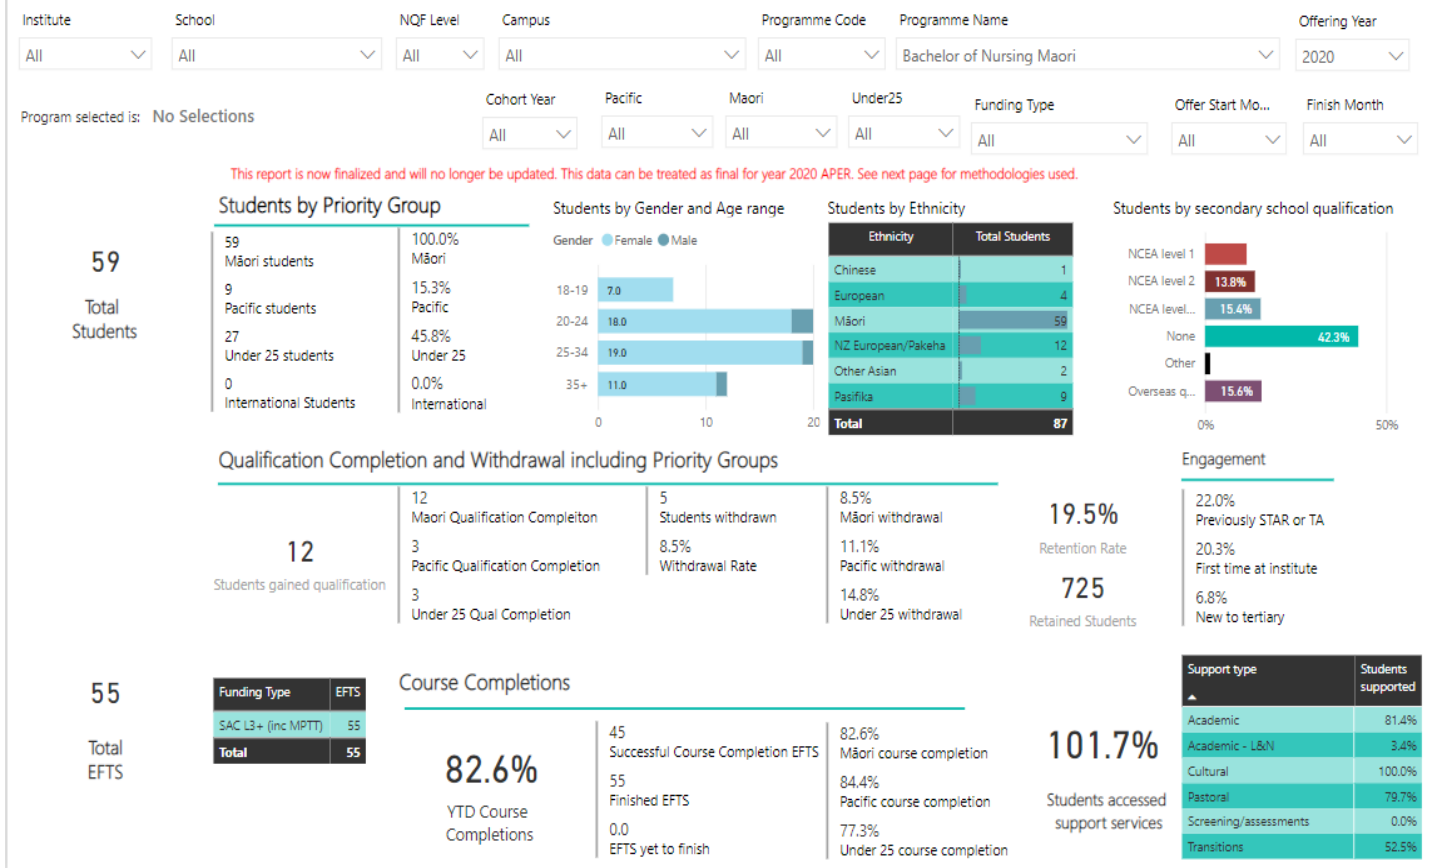 Institute
School
NQF Level
Campus
Programme Code
Programme Name
Offering Year
All
All
All
All
All
Bachelor of Nursing Maori
2020
Program selected is: No Selections
Cohort Year
Pacific
Maori
Under25
Funding Type
Offer Start Mo...
Finish Month
All
All
All
All
All
All
All
This report is now finalized and will no longer be updated. This data can be treated as final for year 2020 APER. See next page for methodologies used.
59
Total
Students
Students by Priority Group
59
Māori students
9
Pacific students
27
Under 25 students
0
International Students
100.0%
Māori
15.3%
Pacific
45.8%
Under 25
0.0%
International
Students by Gender and Age range
Gender Female Male
18-19 7.0
20-24 18.0
25-34 19.0
35+ 11.0
0 10 20
Students by Ethnicity
Ethnicity Total Students
Chinese 1
European 4
Māori 59
NZ European/Pakeha 12
Other Asian 2
Pasifika 9
Total 87
Students by secondary school qualification
NCEA level 1
NCEA level 2 13.8%
NCEA level... 15.4%
None 42.3%
Other
Overseas q... 15.6%
0% 50%
Qualification Completion and Withdrawal including Priority Groups
12
Students gained qualification
12
Maori Qualification Compleiton
3
Pacific Qualification Completion
3
Under 25 Qual Completion
5
Students withdrawn
8.5%
Withdrawal Rate
8.5%
Māori withdrawal
11.1%
Pacific withdrawal
14.8%
Under 25 withdrawal
19.5%
Retention Rate
725
Retained Students
Engagement
22.0%
Previously STAR or TA
20.3%
First time at institute
6.8%
New to tertiary
55
Total
EFTS
Funding Type EFTS
SAC L3+ (inc MPTT) 55
Total 55
Course Completions
82.6%
YTD Course
Completions
45
Successful Course Completion EFTS
55
Finished EFTS
0.0
EFTS yet to finish
82.6%
Māori course completion
84.4%
Pacific course completion
77.3%
Under 25 course completion
101.7%
Students accessed
support services
Support type Students
supported
Academic 81.4%
Academic - L&N 3.4%
Cultural 100.0%
Pastoral 79.7%
Screening/assessments 0.0%
Transitions 52.5%